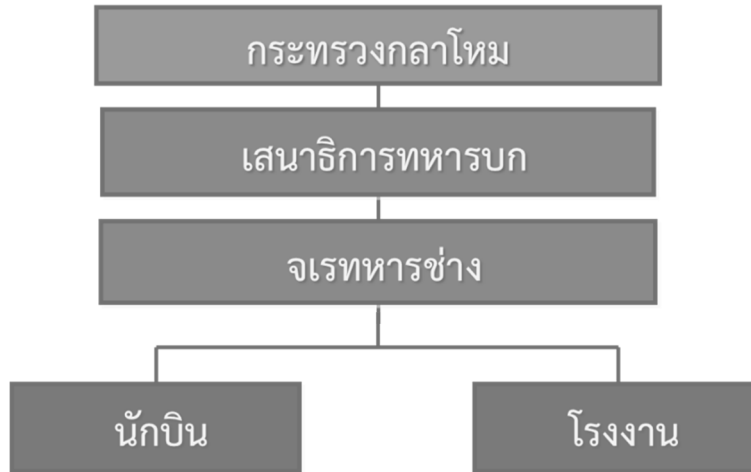 กระทรวงกลาโหม
เสนาธิการทหารบก
จเรทหารช่าง
นักบิน
โรงงาน